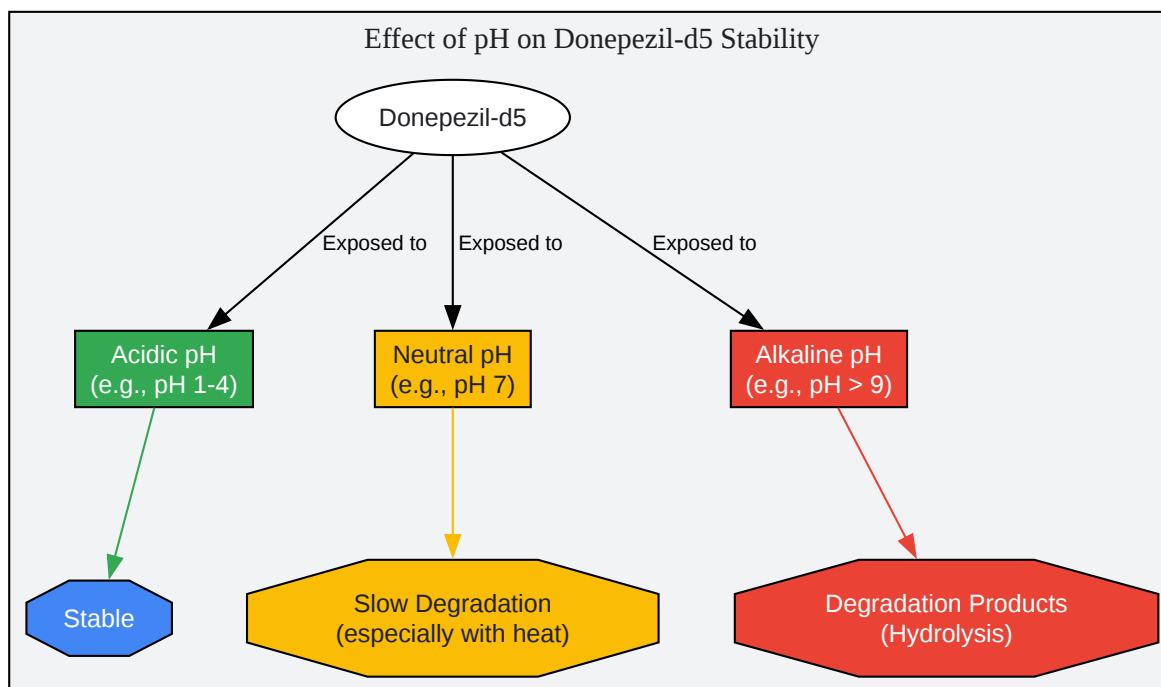 Effect of pH on Donepezil-d5 Stability
Donepezil-d5
Exposed to
Exposed to
Exposed to
Acidic pH
(e.g., pH 1-4)
Neutral pH
(e.g., pH 7)
Alkaline pH
(e.g., pH > 9)
Stable
Slow Degradation
(especially with heat)
Degradation Products
(Hydrolysis)